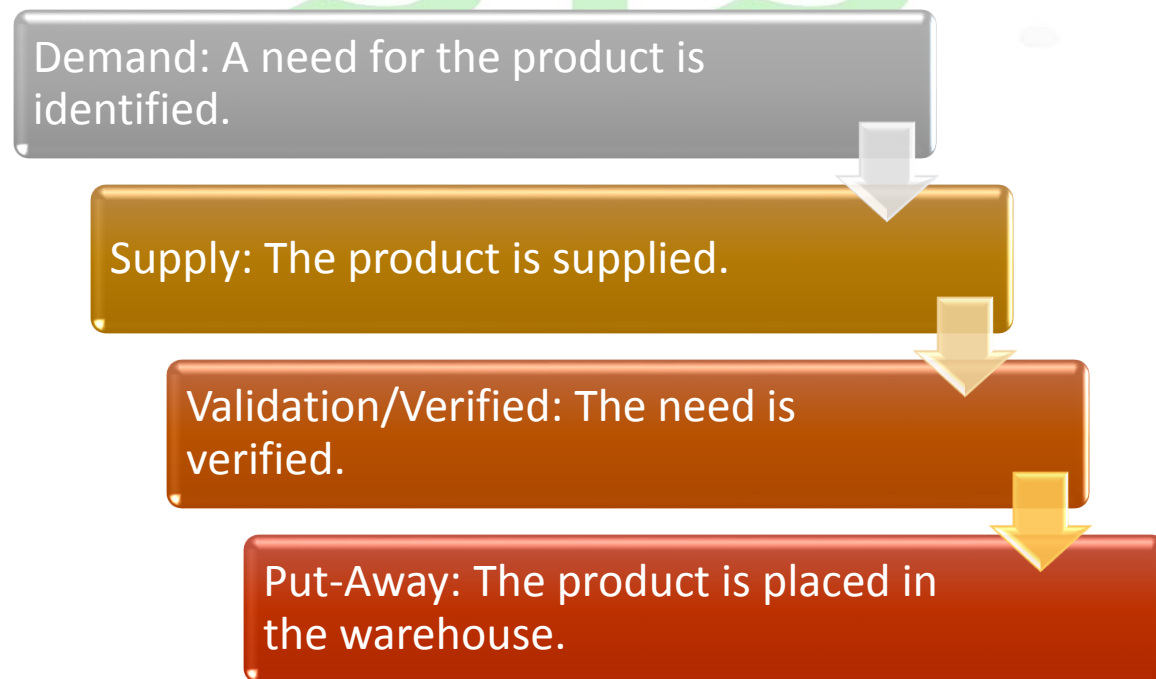 Demand: A need for the product is
identified.
Supply: The product is supplied.
Validation/Verified: The need is
verified.
Put-Away: The product is placed in
the warehouse.